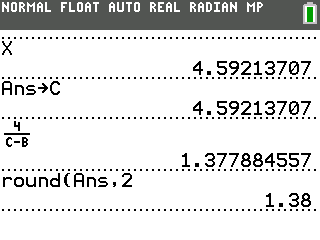 NORMAL FLOAT AUTO REAL RADIAN MP
X
4.59213707
Ans→C
4.59213707
4
C-B
1.377884557
round(Ans,2
1.38